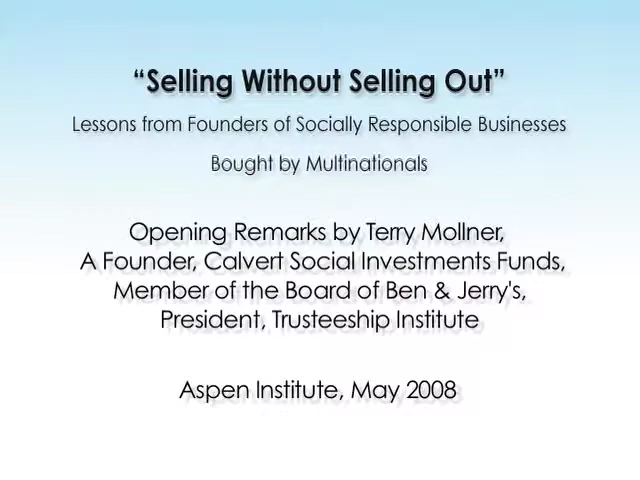 “Selling Without Selling Out”
Lessons from Founders of Socially Responsible Businesses
Bought by Multinationals
Opening Remarks by Terry Mollner,
A Founder, Calvert Social Investments Funds,
Member of the Board of Ben & Jerry's,
President, Trusteeship Institute
Aspen Institute, May 2008